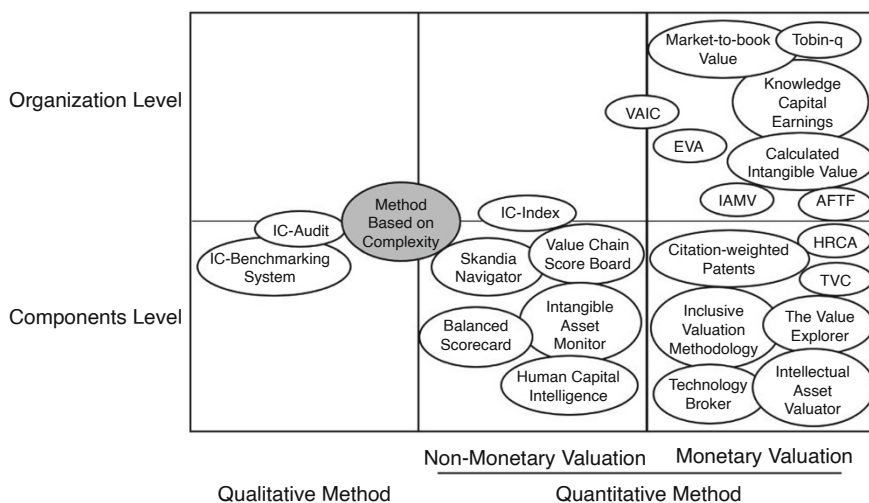 Organization Level
Components Level
Market-to-book
Value
Tobin-q
Knowledge
Capital
Earnings
VAIC
EVA
Calculated
Intangible Value
IAMV
AFTF
Method
Based on
Complexity
IC-Audit
IC-Benchmarking
System
IC-Index
Skandia
Navigator
Value Chain
Score Board
Balanced
Scorecard
Intangible
Asset
Monitor
Human Capital
Intelligence
Citation-weighted
Patents
HRCA
TVC
Inclusive
Valuation
Methodology
The Value
Explorer
Technology
Broker
Intellectual
Asset
Valuator
Non-Monetary Valuation
Monetary Valuation
Qualitative Method
Quantitative Method